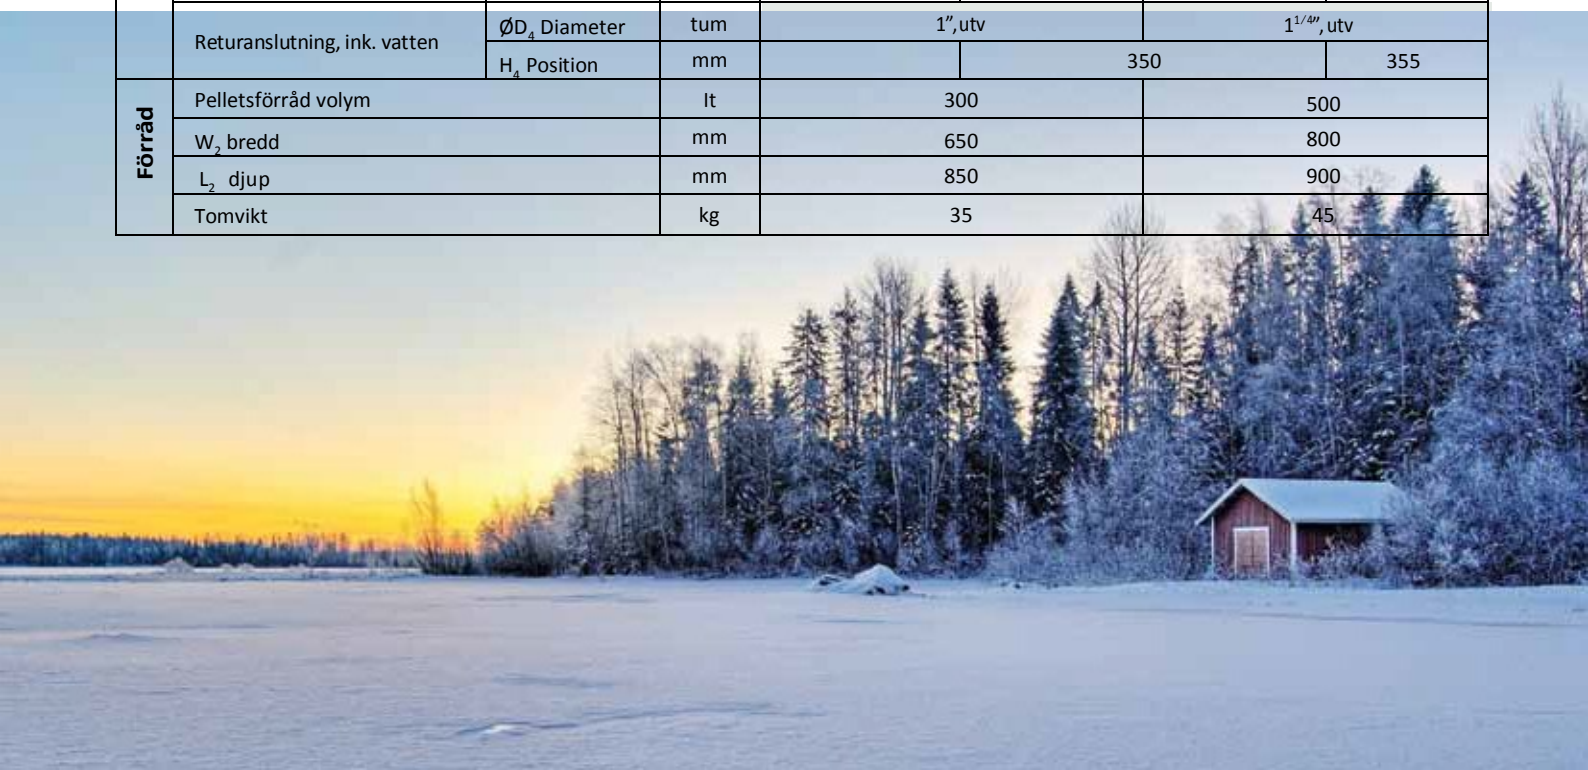 Returanslutning, ink. vatten ØD4 Diameter tum 1”,utv 1 1/4”, utv
H4 Position mm 350 355
Förråd
Pelletsförråd volym lt 300 500
W2 bredd mm 650 800
L2 djup mm 850 900
Tomvikt kg 35 45